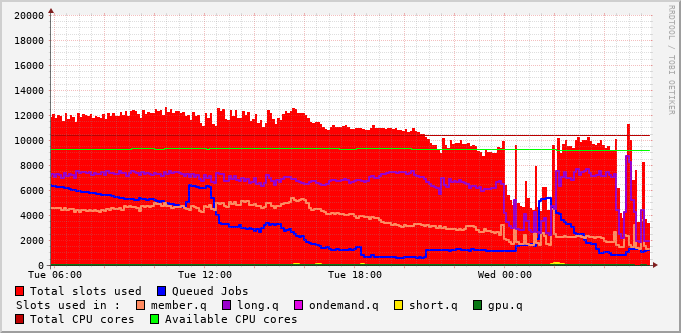 20000
18000
16000
14000
12000
10000
8000
6000
4000
2000
0
Tue 06:00 Tue 12:00 Tue 18:00 Wed 00:00
Total slots used Queued Jobs
Slots used in : member.q long.q ondemand.q short.q gpu.q
Total CPU cores Available CPU cores
RRDTOOL / TOBI OETIKER